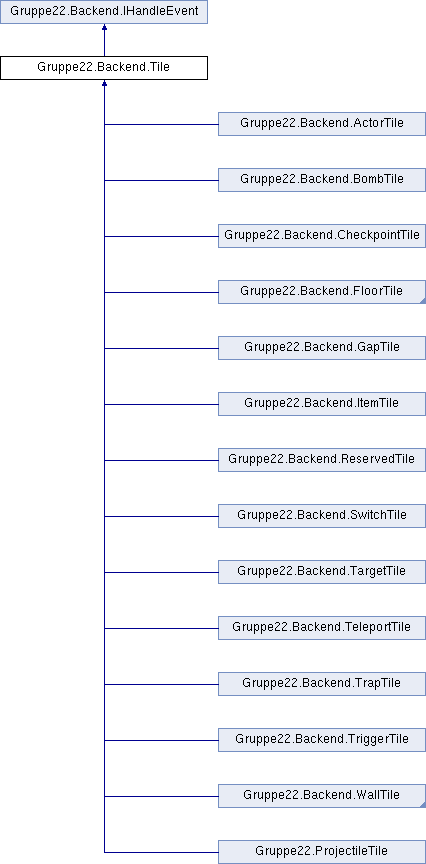 Gruppe22.Backend.IHandleEvent
Gruppe22.Backend.Tile
Gruppe22.Backend.ActorTile
Gruppe22.Backend.BombTile
Gruppe22.Backend.CheckpointTile
Gruppe22.Backend.FloorTile
Gruppe22.Backend.GapTile
Gruppe22.Backend.ItemTile
Gruppe22.Backend.ReservedTile
Gruppe22.Backend.SwitchTile
Gruppe22.Backend.TargetTile
Gruppe22.Backend.TeleportTile
Gruppe22.Backend.TrapTile
Gruppe22.Backend.TriggerTile
Gruppe22.Backend.WallTile
Gruppe22.ProjectileTile